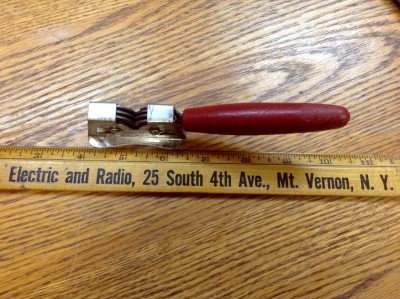 Electric and Radio, 25 South 4th Ave., Mt. Vernon, N. Y.